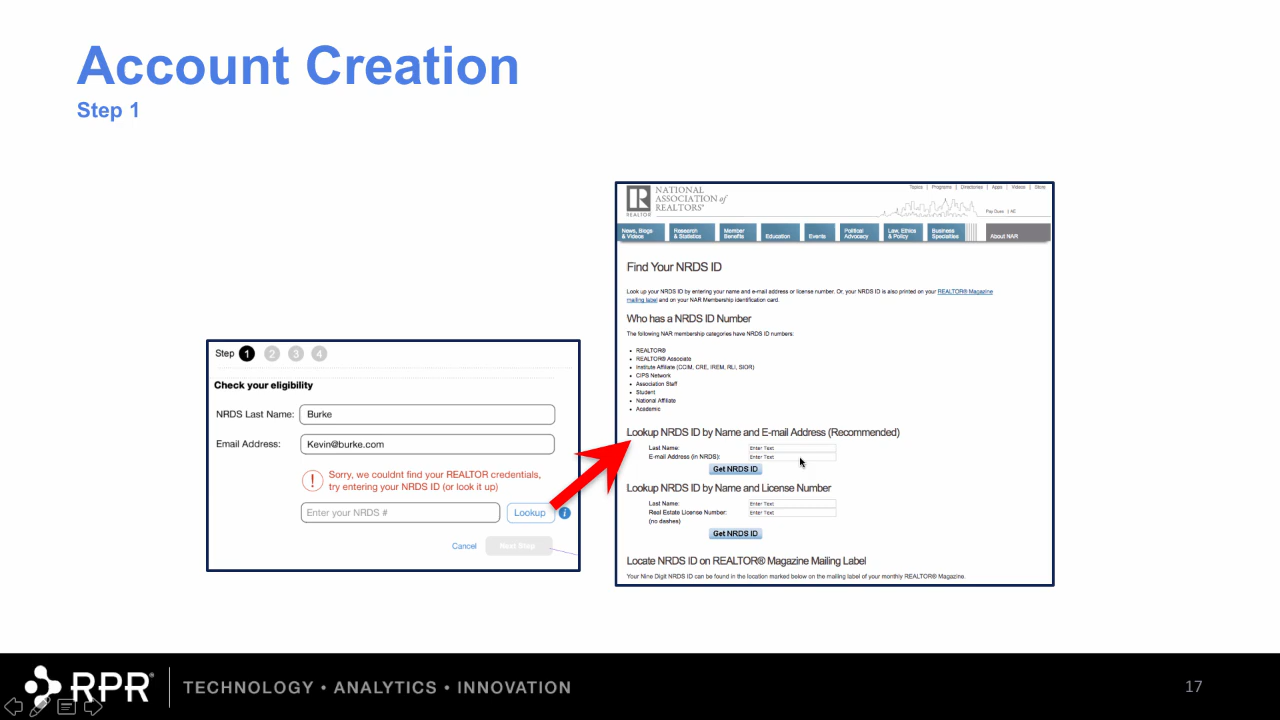 Account Creation
Step 1
Step 1 2 3 4
Check your eligibility
NRDS Last Name: Burke
Email Address: Kevin@burke.com
! Sorry, we couldnt find your REALTOR credentials,
try entering your NRDS ID (or look it up)
Enter your NRDS # Lookup i
Cancel Next Step
NATIONAL
ASSOCIATION of
REALTORS®
REALTOR
Topics | Programs | Directories | Apps | Videos | Store
Pay Dues | AE
News, Blogs & Videos
Research & Statistics
Member Benefits
Education
Events
Political Advocacy
Law, Ethics & Policy
Business Specialties
About NAR
Find Your NRDS ID
Look up your NRDS ID by entering your name and e-mail address or license number. Or, your NRDS ID is also printed on your REALTOR® Magazine
mailing label and on your NAR Membership identification card.
Who has a NRDS ID Number
The following NAR membership categories have NRDS ID numbers:
• REALTOR®
• REALTOR® Associate
• Institute Affiliate (CCIM, CRE, IREM, RLI, SIOR)
• CIPS Network
• Association Staff
• Student
• National Affiliate
• Academic
Lookup NRDS ID by Name and E-mail Address (Recommended)
Last Name: Enter Text
E-mail Address (in NRDS): Enter Text
Get NRDS ID
Lookup NRDS ID by Name and License Number
Last Name: Enter Text
Real Estate License Number: Enter Text
(no dashes)
Get NRDS ID
Locate NRDS ID on REALTOR® Magazine Mailing Label
Your Nine Digit NRDS ID can be found in the location marked below on the mailing label of your monthly REALTOR® Magazine.
RPR® TECHNOLOGY • ANALYTICS • INNOVATION
17